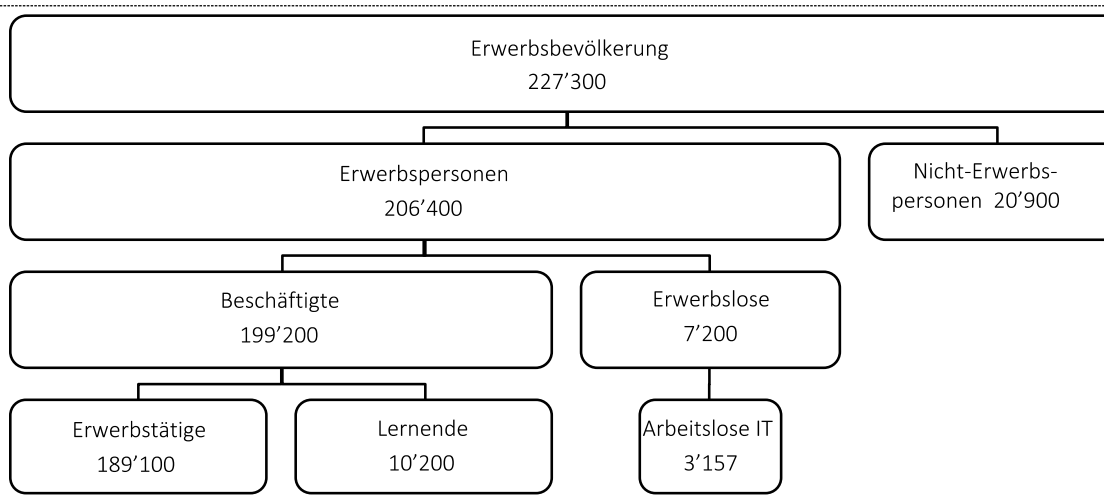 Erwerbsbevölkerung
227’300
Erwerbspersonen
206’400
Nicht-Erwerbs-
personen 20’900
Beschäftigte
199’200
Erwerbslose
7’200
Erwerbstätige
189’100
Lernende
10’200
Arbeitslose IT
3’157